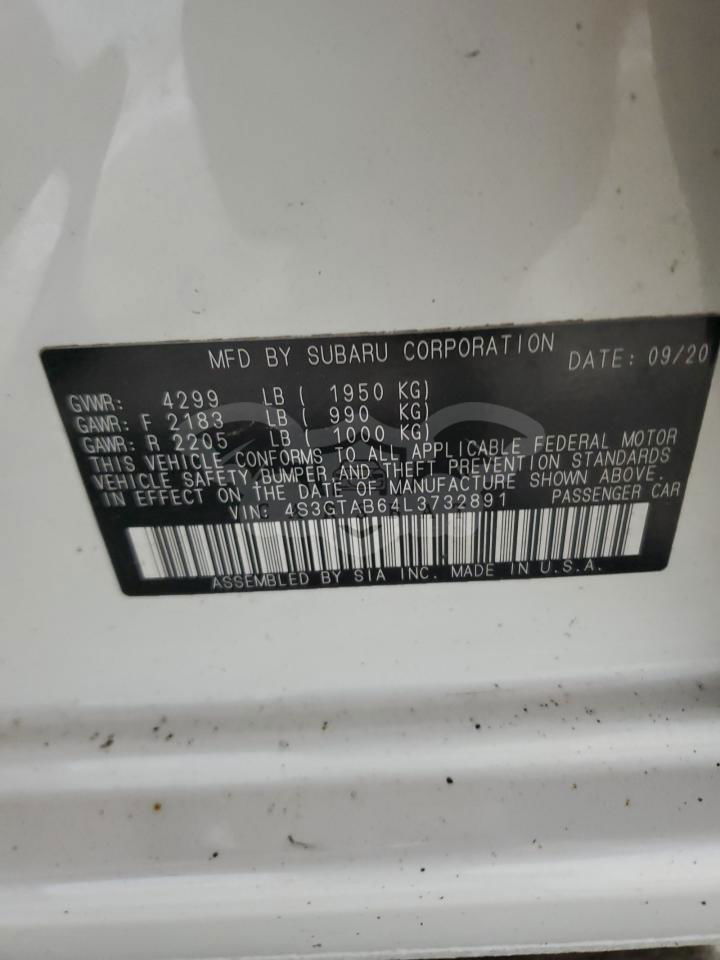 MFD BY SUBARU CORPORATION DATE: 09/20
GVWR: 4299 LB ( 1950 KG)
GAWR: F 2183 LB ( 990 KG)
GAWR: R 2205 LB ( 1000 KG)
THIS VEHICLE CONFORMS TO ALL APPLICABLE FEDERAL MOTOR
VEHICLE SAFETY,BUMPER AND THEFT PREVENTION STANDARDS
IN EFFECT ON THE DATE OF MANUFACTURE SHOWN ABOVE.
VIN: 4S3GTAB64L3732891 PASSENGER CAR
ASSEMBLED BY SIA INC. MADE IN U.S.A.